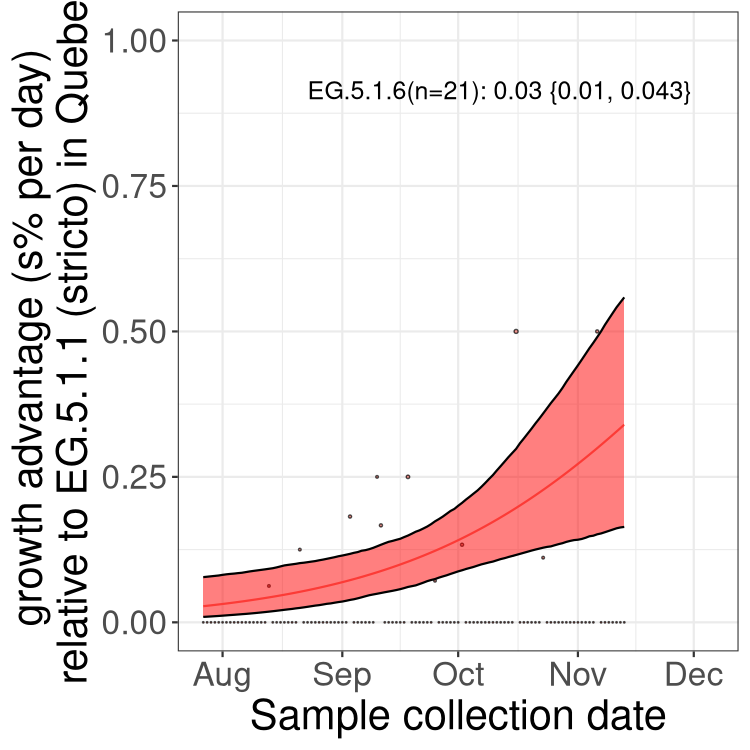 growth advantage (s% per day)
relative to EG.5.1.1 (stricto) in Quebe
1.00
0.75
0.50
0.25
0.00
EG.5.1.6(n=21): 0.03 {0.01, 0.043}
Aug Sep Oct Nov Dec
Sample collection date